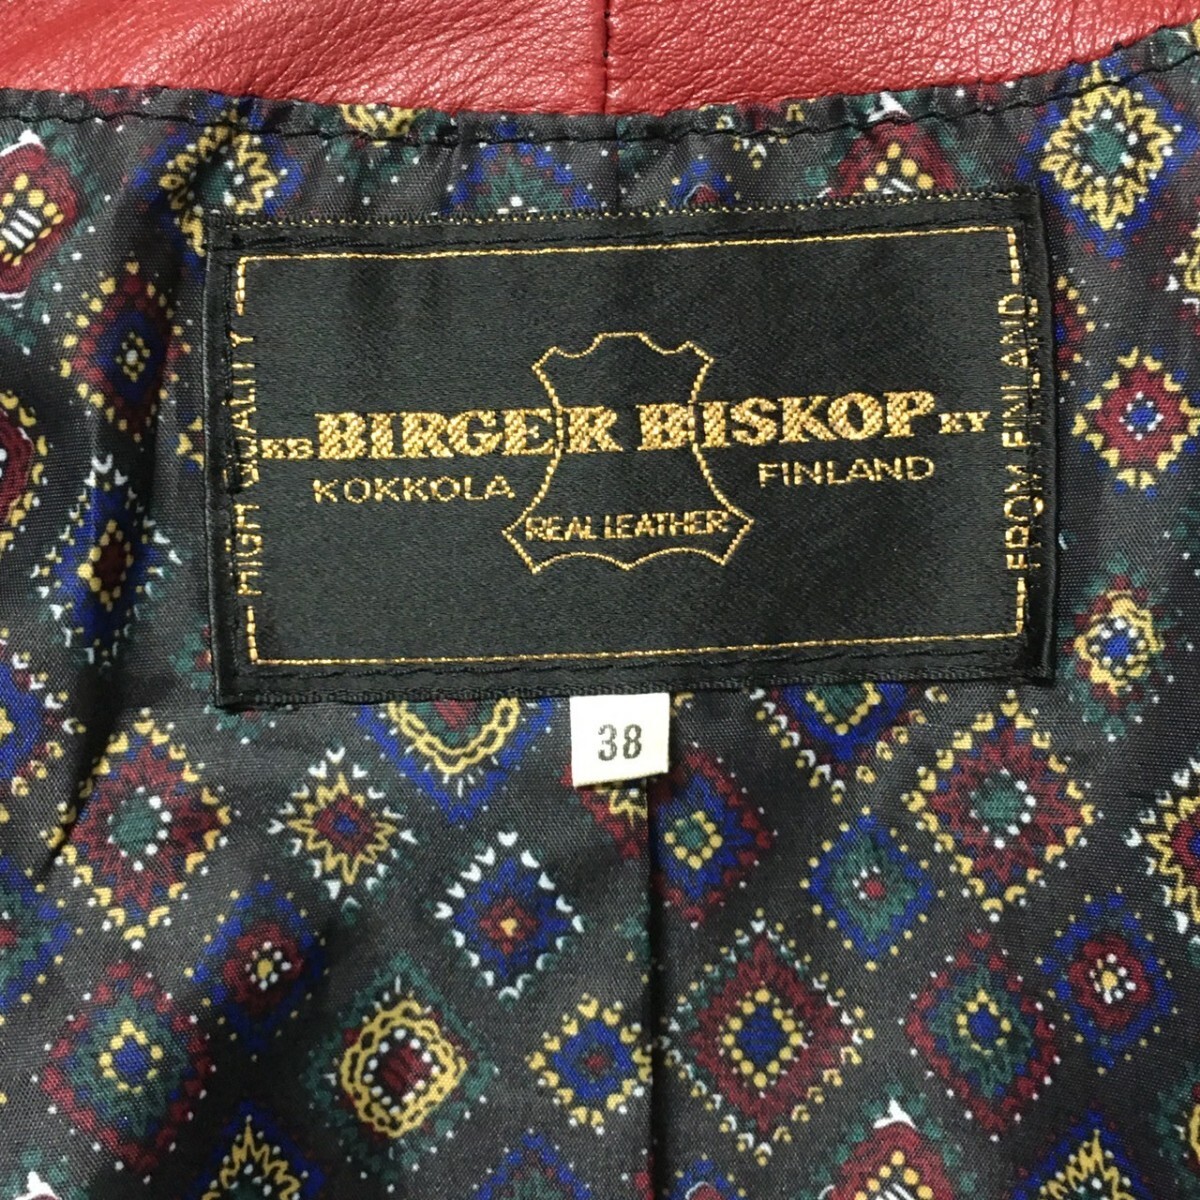 HIGH QUALITY
KB BIRGER BISKOP KY
KOKKOLA FINLAND
REAL LEATHER
FROM FINLAND
38